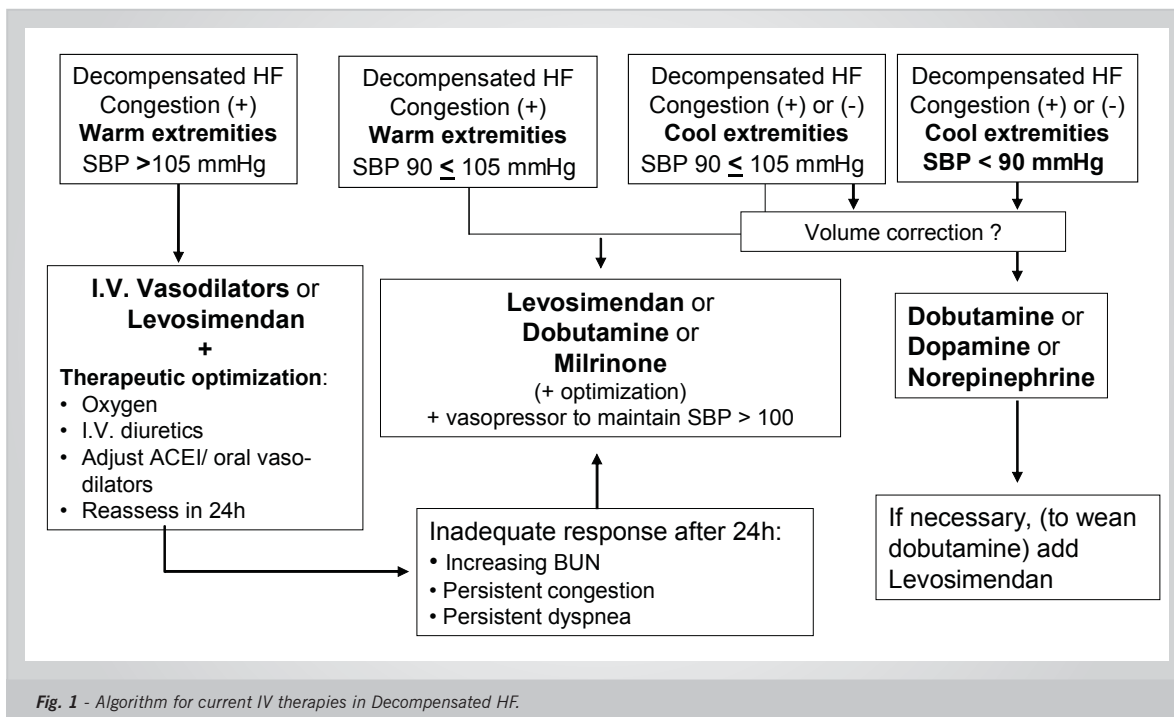 Decompensated HF
Congestion (+)
Warm extremities
SBP >105 mmHg
Decompensated HF
Congestion (+)
Warm extremities
SBP 90 ≤ 105 mmHg
Decompensated HF
Congestion (+) or (-)
Cool extremities
SBP 90 ≤ 105 mmHg
Decompensated HF
Congestion (+) or (-)
Cool extremities
SBP < 90 mmHg
Volume correction ?
I.V. Vasodilators or
Levosimendan
+
Therapeutic optimization:
• Oxygen
• I.V. diuretics
• Adjust ACEI/ oral vaso-
dilators
• Reassess in 24h
Levosimendan or
Dobutamine or
Milrinone
(+ optimization)
+ vasopressor to maintain SBP > 100
Dobutamine or
Dopamine or
Norepinephrine
Inadequate response after 24h:
• Increasing BUN
• Persistent congestion
• Persistent dyspnea
If necessary, (to wean
dobutamine) add
Levosimendan
Fig. 1 - Algorithm for current IV therapies in Decompensated HF.